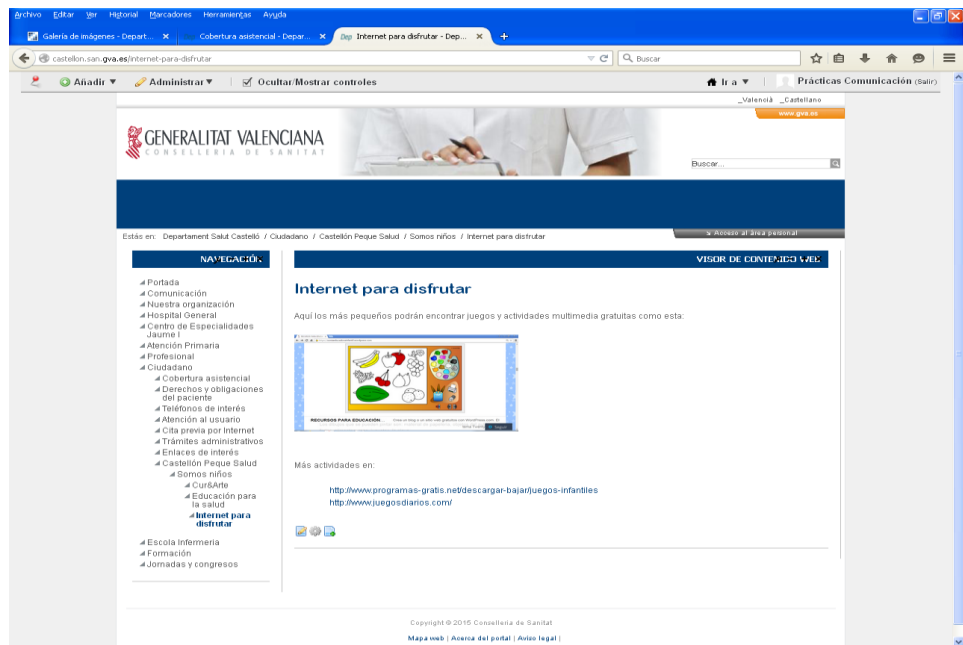 Archivo Editar Ver Historial Marcadores Herramientas Ayuda
Galería de imágenes - Depart... Cobertura asistencial - Depar... Internet para disfrutar - Dep...
castellon.san.gva.es/internet-para-disfrutar Buscar
Añadir Administrar Ocultar/Mostrar controles Ir a Prácticas Comunicación (Salir)
_Valencià _Castellano
www.gva.es
GENERALITAT VALENCIANA
CONSELLERIA DE SANITAT
Buscar...
Estás en: Departament Salut Castelló / Ciudadano / Castellón Peque Salud / Somos niños / Internet para disfrutar
Acceso al área personal
NAVEGACIÓN
Portada
Comunicación
Nuestra organización
Hospital General
Centro de Especialidades
Jaume I
Atención Primaria
Profesional
Ciudadano
Cobertura asistencial
Derechos y obligaciones
del paciente
Teléfonos de interés
Atención al usuario
Cita previa por Internet
Trámites administrativos
Enlaces de interés
Castellón Peque Salud
Somos niños
Cur&Arte
Educación para
la salud
Internet para
disfrutar
Escola Infermeria
Formación
Jornadas y congresos
VISOR DE CONTENIDO WEB
Internet para disfrutar
Aquí los más pequeños podrán encontrar juegos y actividades multimedia gratuitas como esta:
RECURSOS PARA EDUCACIÓN...
Más actividades en:
http://www.programas-gratis.net/descargar-bajar/juegos-infantiles
http://www.juegosdiarios.com/
Copyright © 2015 Conselleria de Sanitat
Mapa web | Acerca del portal | Aviso legal |